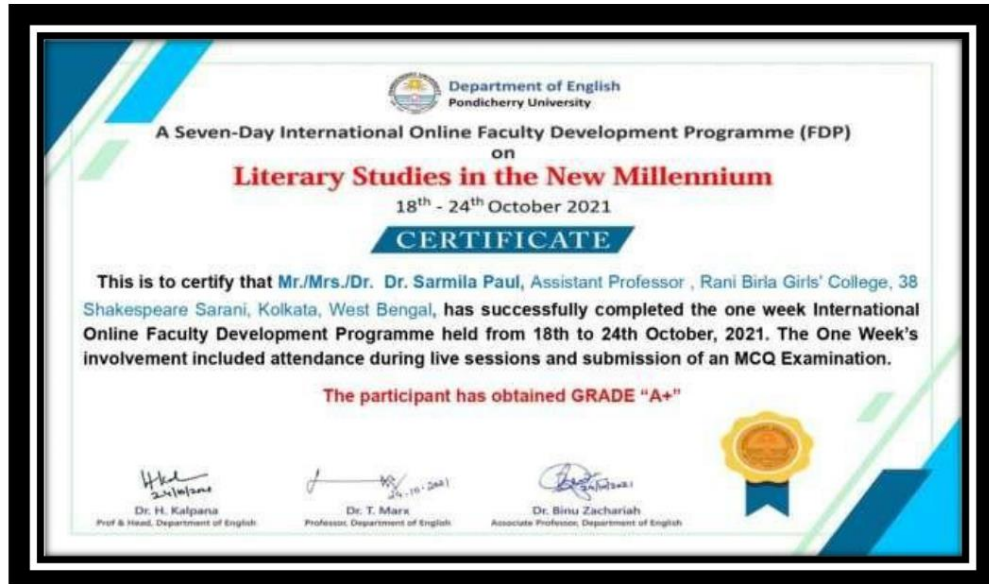 Department of English
Pondicherry University
A Seven-Day International Online Faculty Development Programme (FDP)
on
Literary Studies in the New Millennium
18th - 24th October 2021
CERTIFICATE
This is to certify that Mr./Mrs./Dr. Dr. Sarmila Paul, Assistant Professor , Rani Birla Girls' College, 38
Shakespeare Sarani, Kolkata, West Bengal, has successfully completed the one week International
Online Faculty Development Programme held from 18th to 24th October, 2021. The One Week's
involvement included attendance during live sessions and submission of an MCQ Examination.
The participant has obtained GRADE “A+”
24.10.2021
Dr. H. Kalpana
Prof & Head, Department of English
Dr. T. Marx
Professor, Department of English
Dr. Binu Zachariah
Associate Professor, Department of English